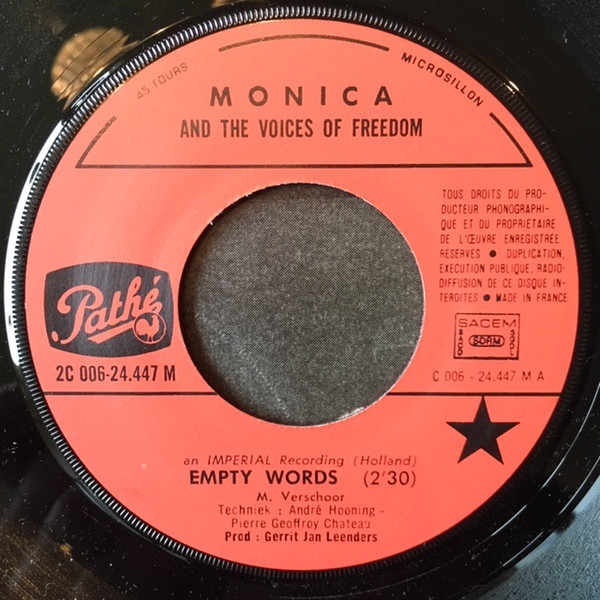 45 TOURS
MICROSILLON
MONICA
AND THE VOICES OF FREEDOM
TOUS DROITS DU PRO-
DUCTEUR PHONOGRAPHI-
QUE ET DU PROPRIETAIRE
DE L'ŒUVRE ENREGISTRÉE
RESERVES ● DUPLICATION,
EXECUTION PUBLIQUE, RADIO-
DIFFUSION DE CE DISQUE IN-
TERDITES ● MADE IN FRANCE
Pathé
SACEM
SDRM
SACD
SGDL
2C 006-24.447 M
C 006 - 24.447 M A
an IMPERIAL Recording (Holland)
EMPTY WORDS (2'30)
M. Verschoor
Techniek : André Hooning -
Pierre Geoffroy Chateau
Prod : Gerrit Jan Leenders